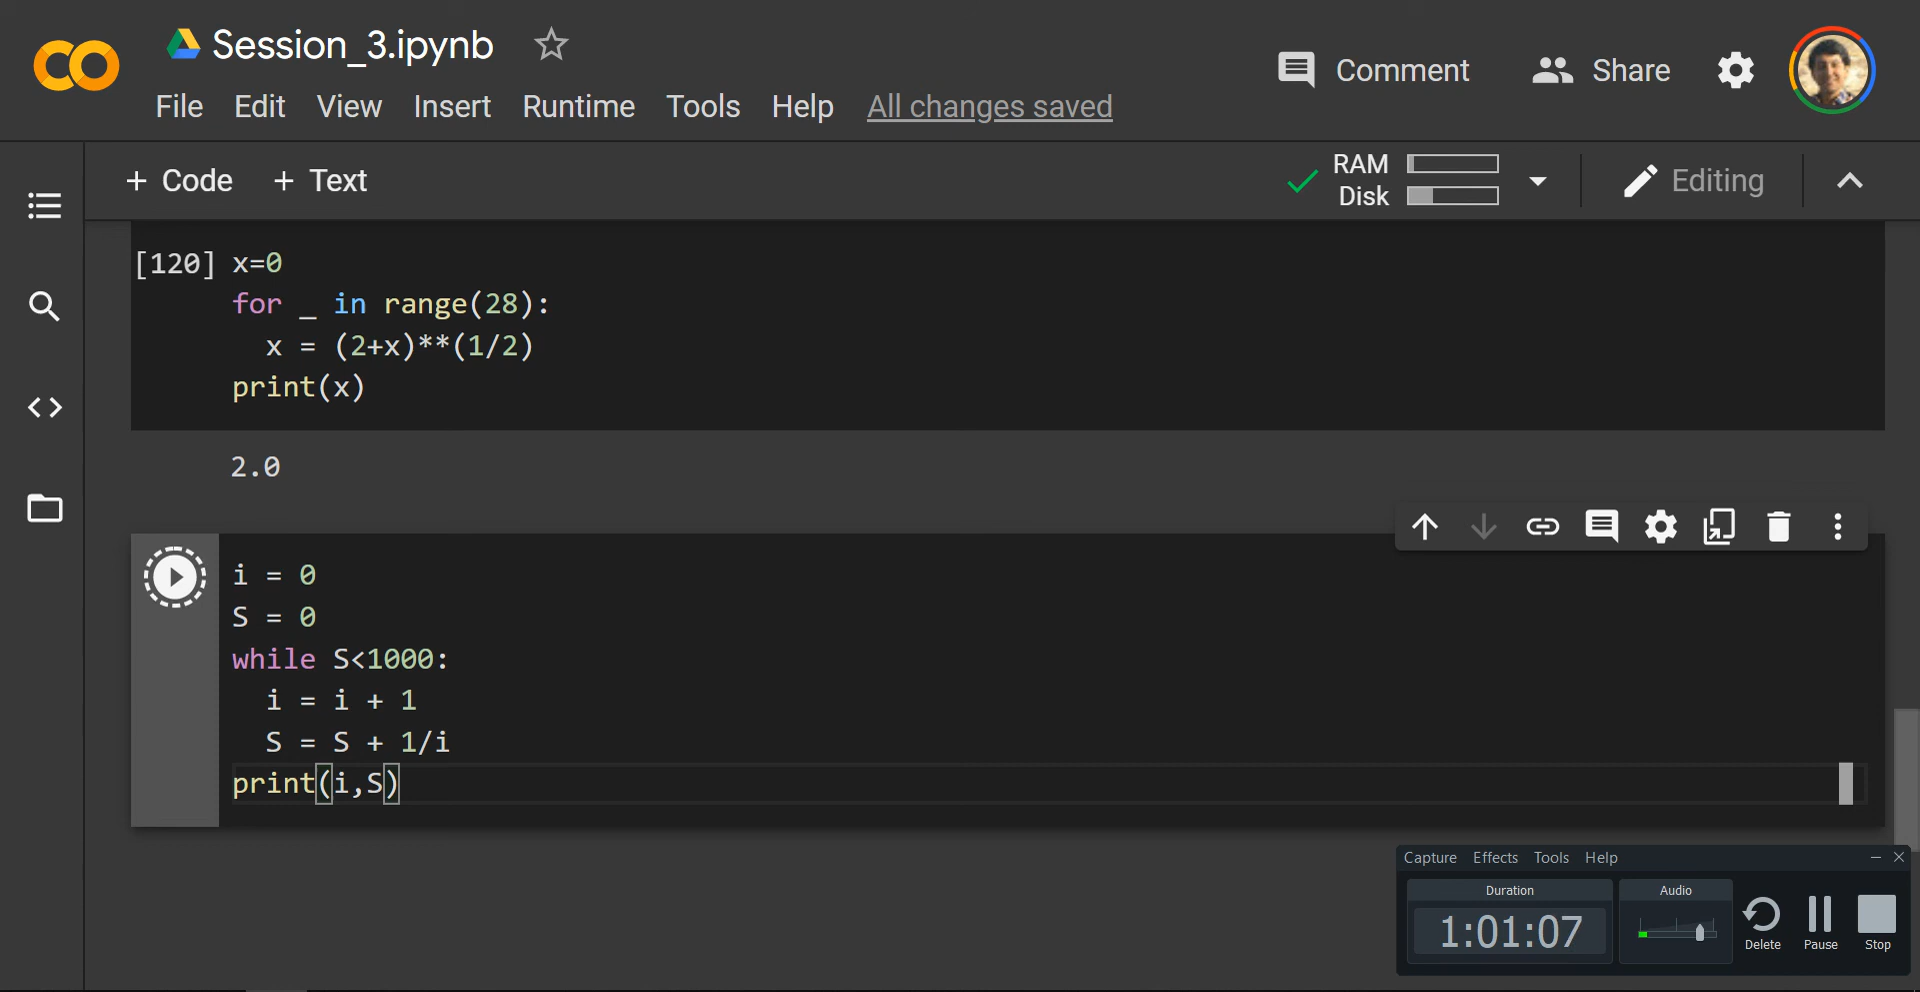 Session_3.ipynb
Comment
Share
File Edit View Insert Runtime Tools Help All changes saved
+ Code + Text
RAM
Disk
Editing
[120] x=0
for _ in range(28):
x = (2+x)**(1/2)
print(x)
2.0
i = 0
S = 0
while S<1000:
i = i + 1
S = S + 1/i
print(i,S)
Capture Effects Tools Help
Duration
Audio
1:01:07
Delete Pause Stop